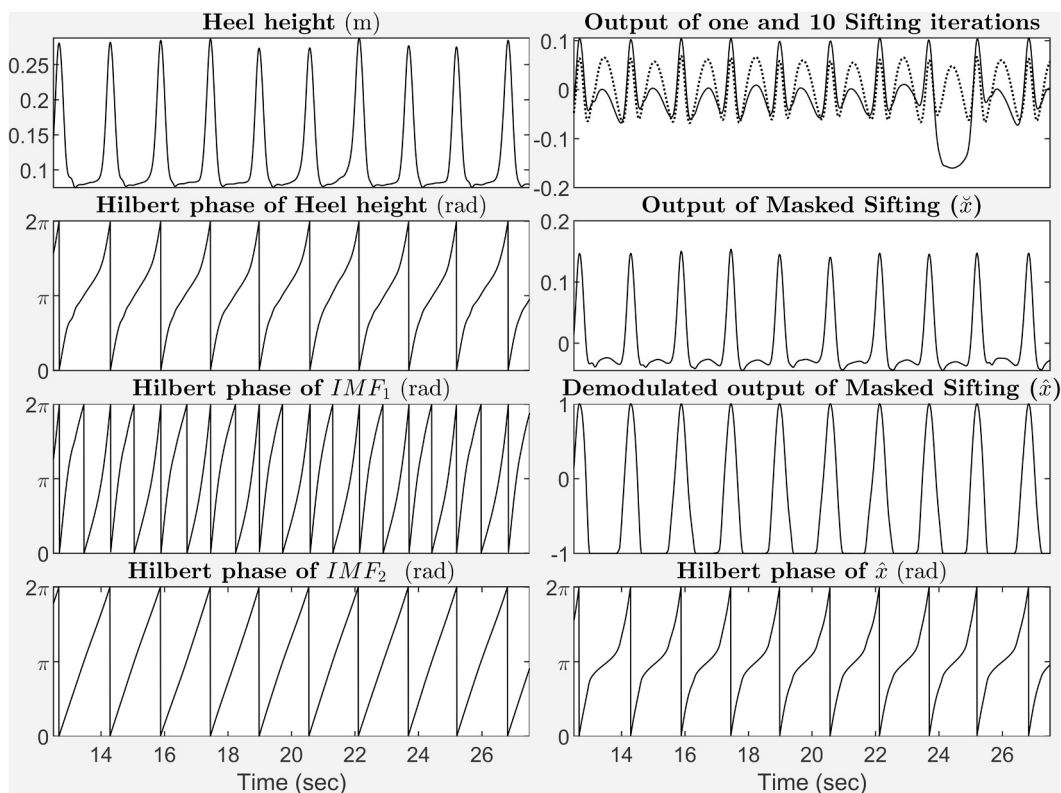 Heel height (m)
0.25
0.2
0.15
0.1
Output of one and 10 Sifting iterations
0.1
0
-0.1
-0.2
Hilbert phase of Heel height (rad)
2π
π
0
Output of Masked Sifting (x̆)
0.2
0.1
0
Hilbert phase of IMF₁ (rad)
2π
π
0
Demodulated output of Masked Sifting (x̂)
1
0
-1
Hilbert phase of IMF₂ (rad)
2π
π
0
14 16 18 20 22 24 26
Time (sec)
Hilbert phase of x̂ (rad)
2π
π
0
14 16 18 20 22 24 26
Time (sec)